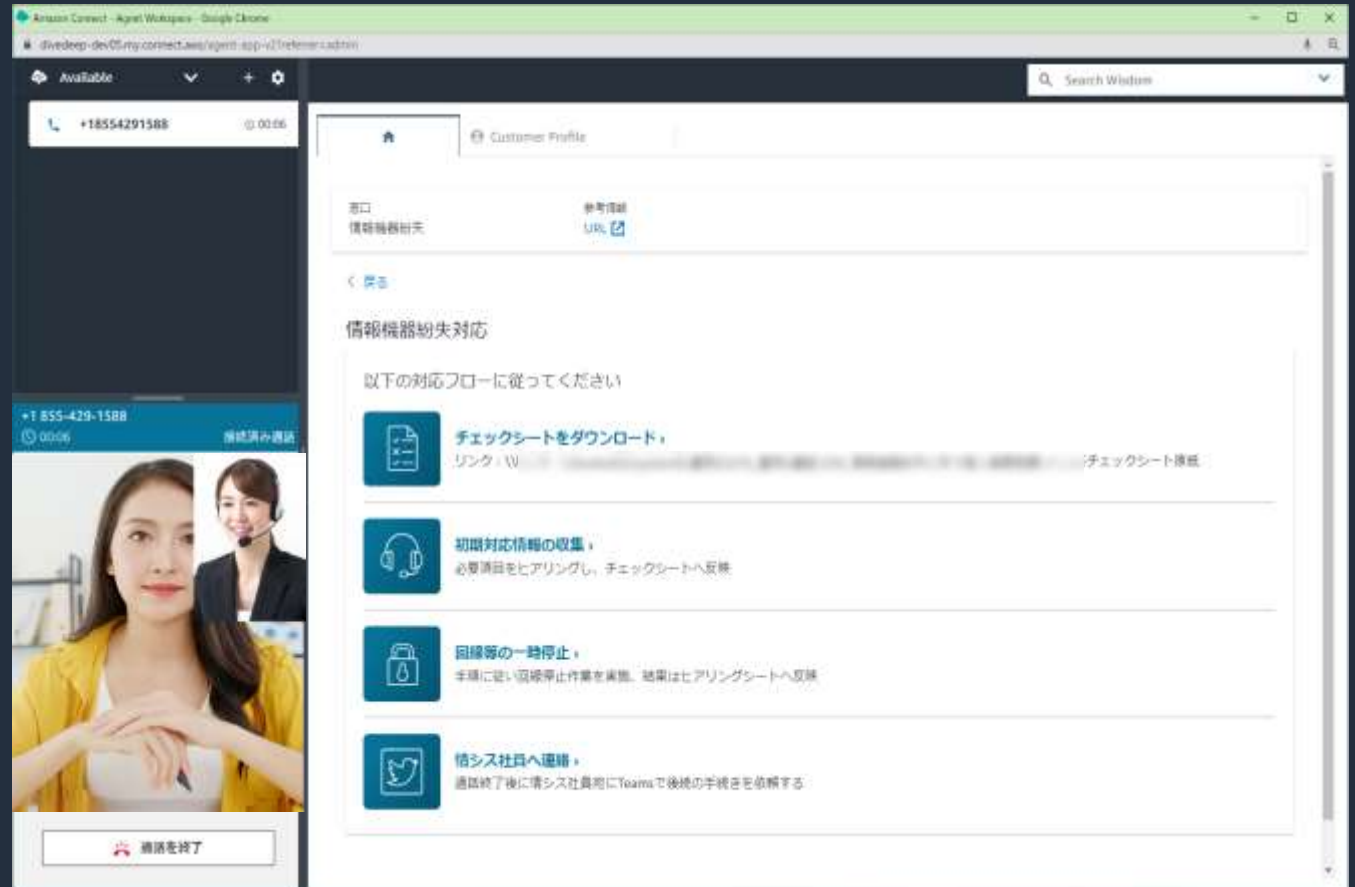 Amazon Connect - Agent Workspace - Google Chrome
divedeep-dev05.my.connect.aws/agent-app-v2?referrer=admin
Available
Search Wisdom
+18554291588
00:06
Customer Profile
窓口
参考情報
情報機器紛失
URL
戻る
情報機器紛失対応
以下の対応フローに従ってください
+1 855-429-1588
00:06
接続済み通話
チェックシートをダウンロード
リンク：\\
チェックシート原紙
初期対応情報の収集
必要項目をヒアリングし、チェックシートへ反映
回線等の一時停止
手順に従い回線停止作業を実施、結果はヒアリングシートへ反映
情シス社員へ連絡
通話終了後に情シス社員宛にTeamsで後続の手続きを依頼する
通話を終了